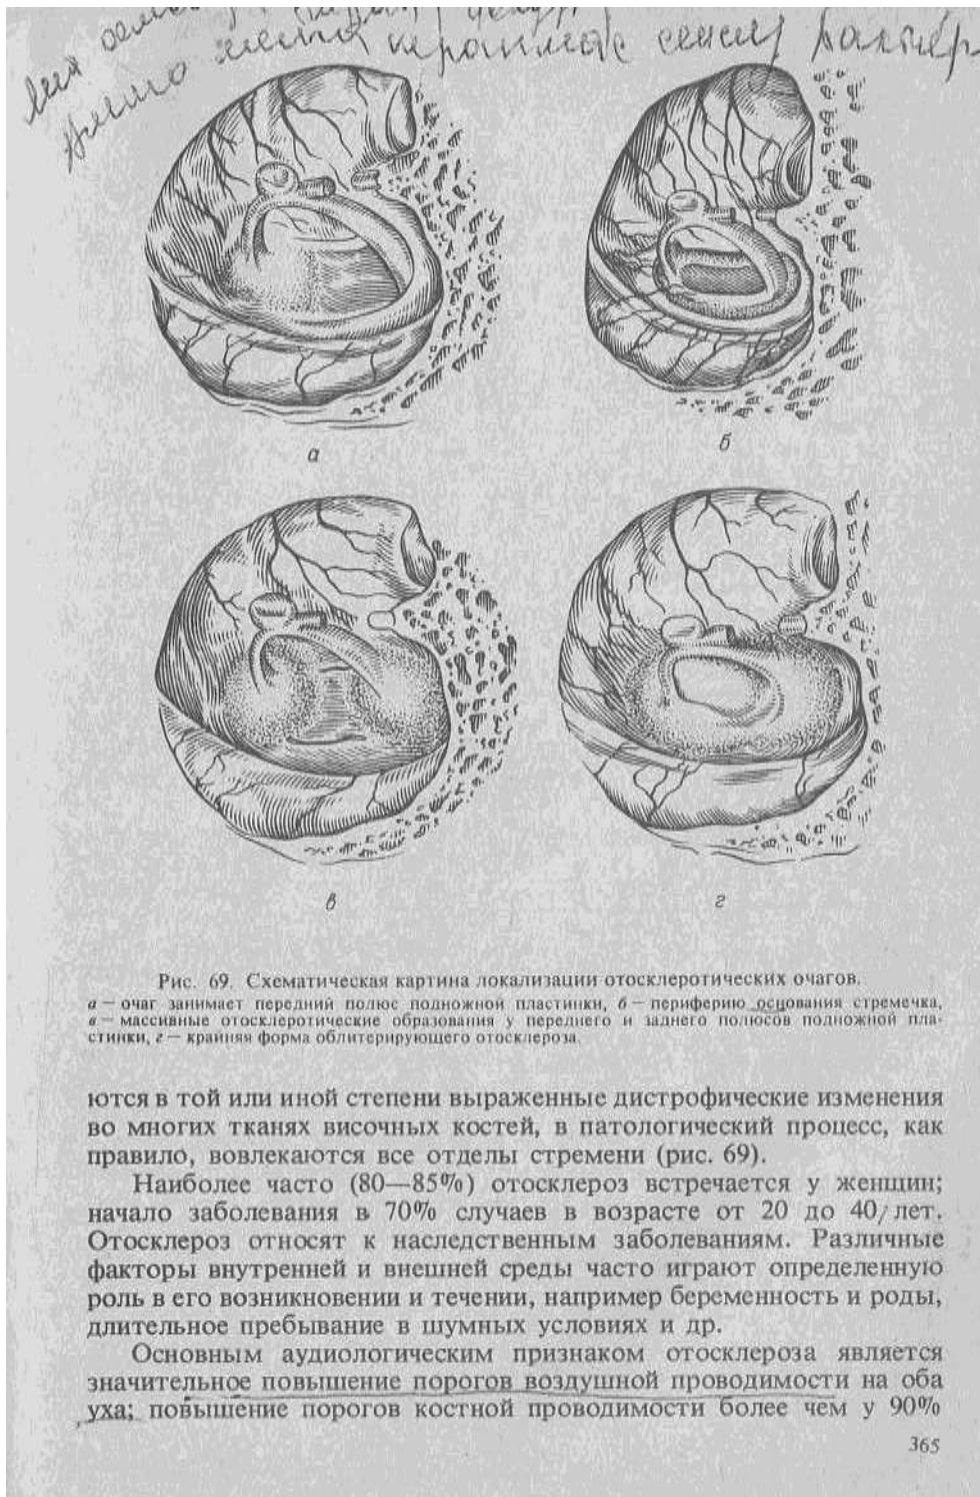 а
б
в
г
Рис. 69. Схематическая картина локализации отосклеротических очагов.
а — очаг занимает передний полюс подножной пластинки, б — периферию основания стремечка,
в — массивные отосклеротические образования у переднего и заднего полюсов подножной пла-
стинки, г — крайняя форма облитерирующего отосклероза.
ются в той или иной степени выраженные дистрофические изменения
во многих тканях височных костей, в патологический процесс, как
правило, вовлекаются все отделы стремени (рис. 69).
Наиболее часто (80—85%) отосклероз встречается у женщин;
начало заболевания в 70% случаев в возрасте от 20 до 40 лет.
Отосклероз относят к наследственным заболеваниям. Различные
факторы внутренней и внешней среды часто играют определенную
роль в его возникновении и течении, например беременность и роды,
длительное пребывание в шумных условиях и др.
Основным аудиологическим признаком отосклероза является
значительное повышение порогов воздушной проводимости на оба
уха; повышение порогов костной проводимости более чем у 90%
365